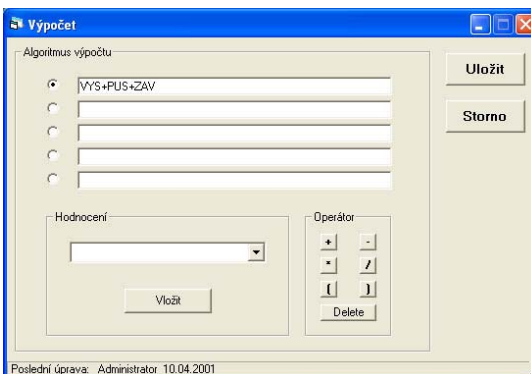 Výpočet
Algoritmus výpočtu
VYS+PUS+ZAV
Uložit
Storno
Hodnocení
Vložit
Operátor
+ -
* /
( )
Delete
Poslední úprava: Administrator 10.04.2001